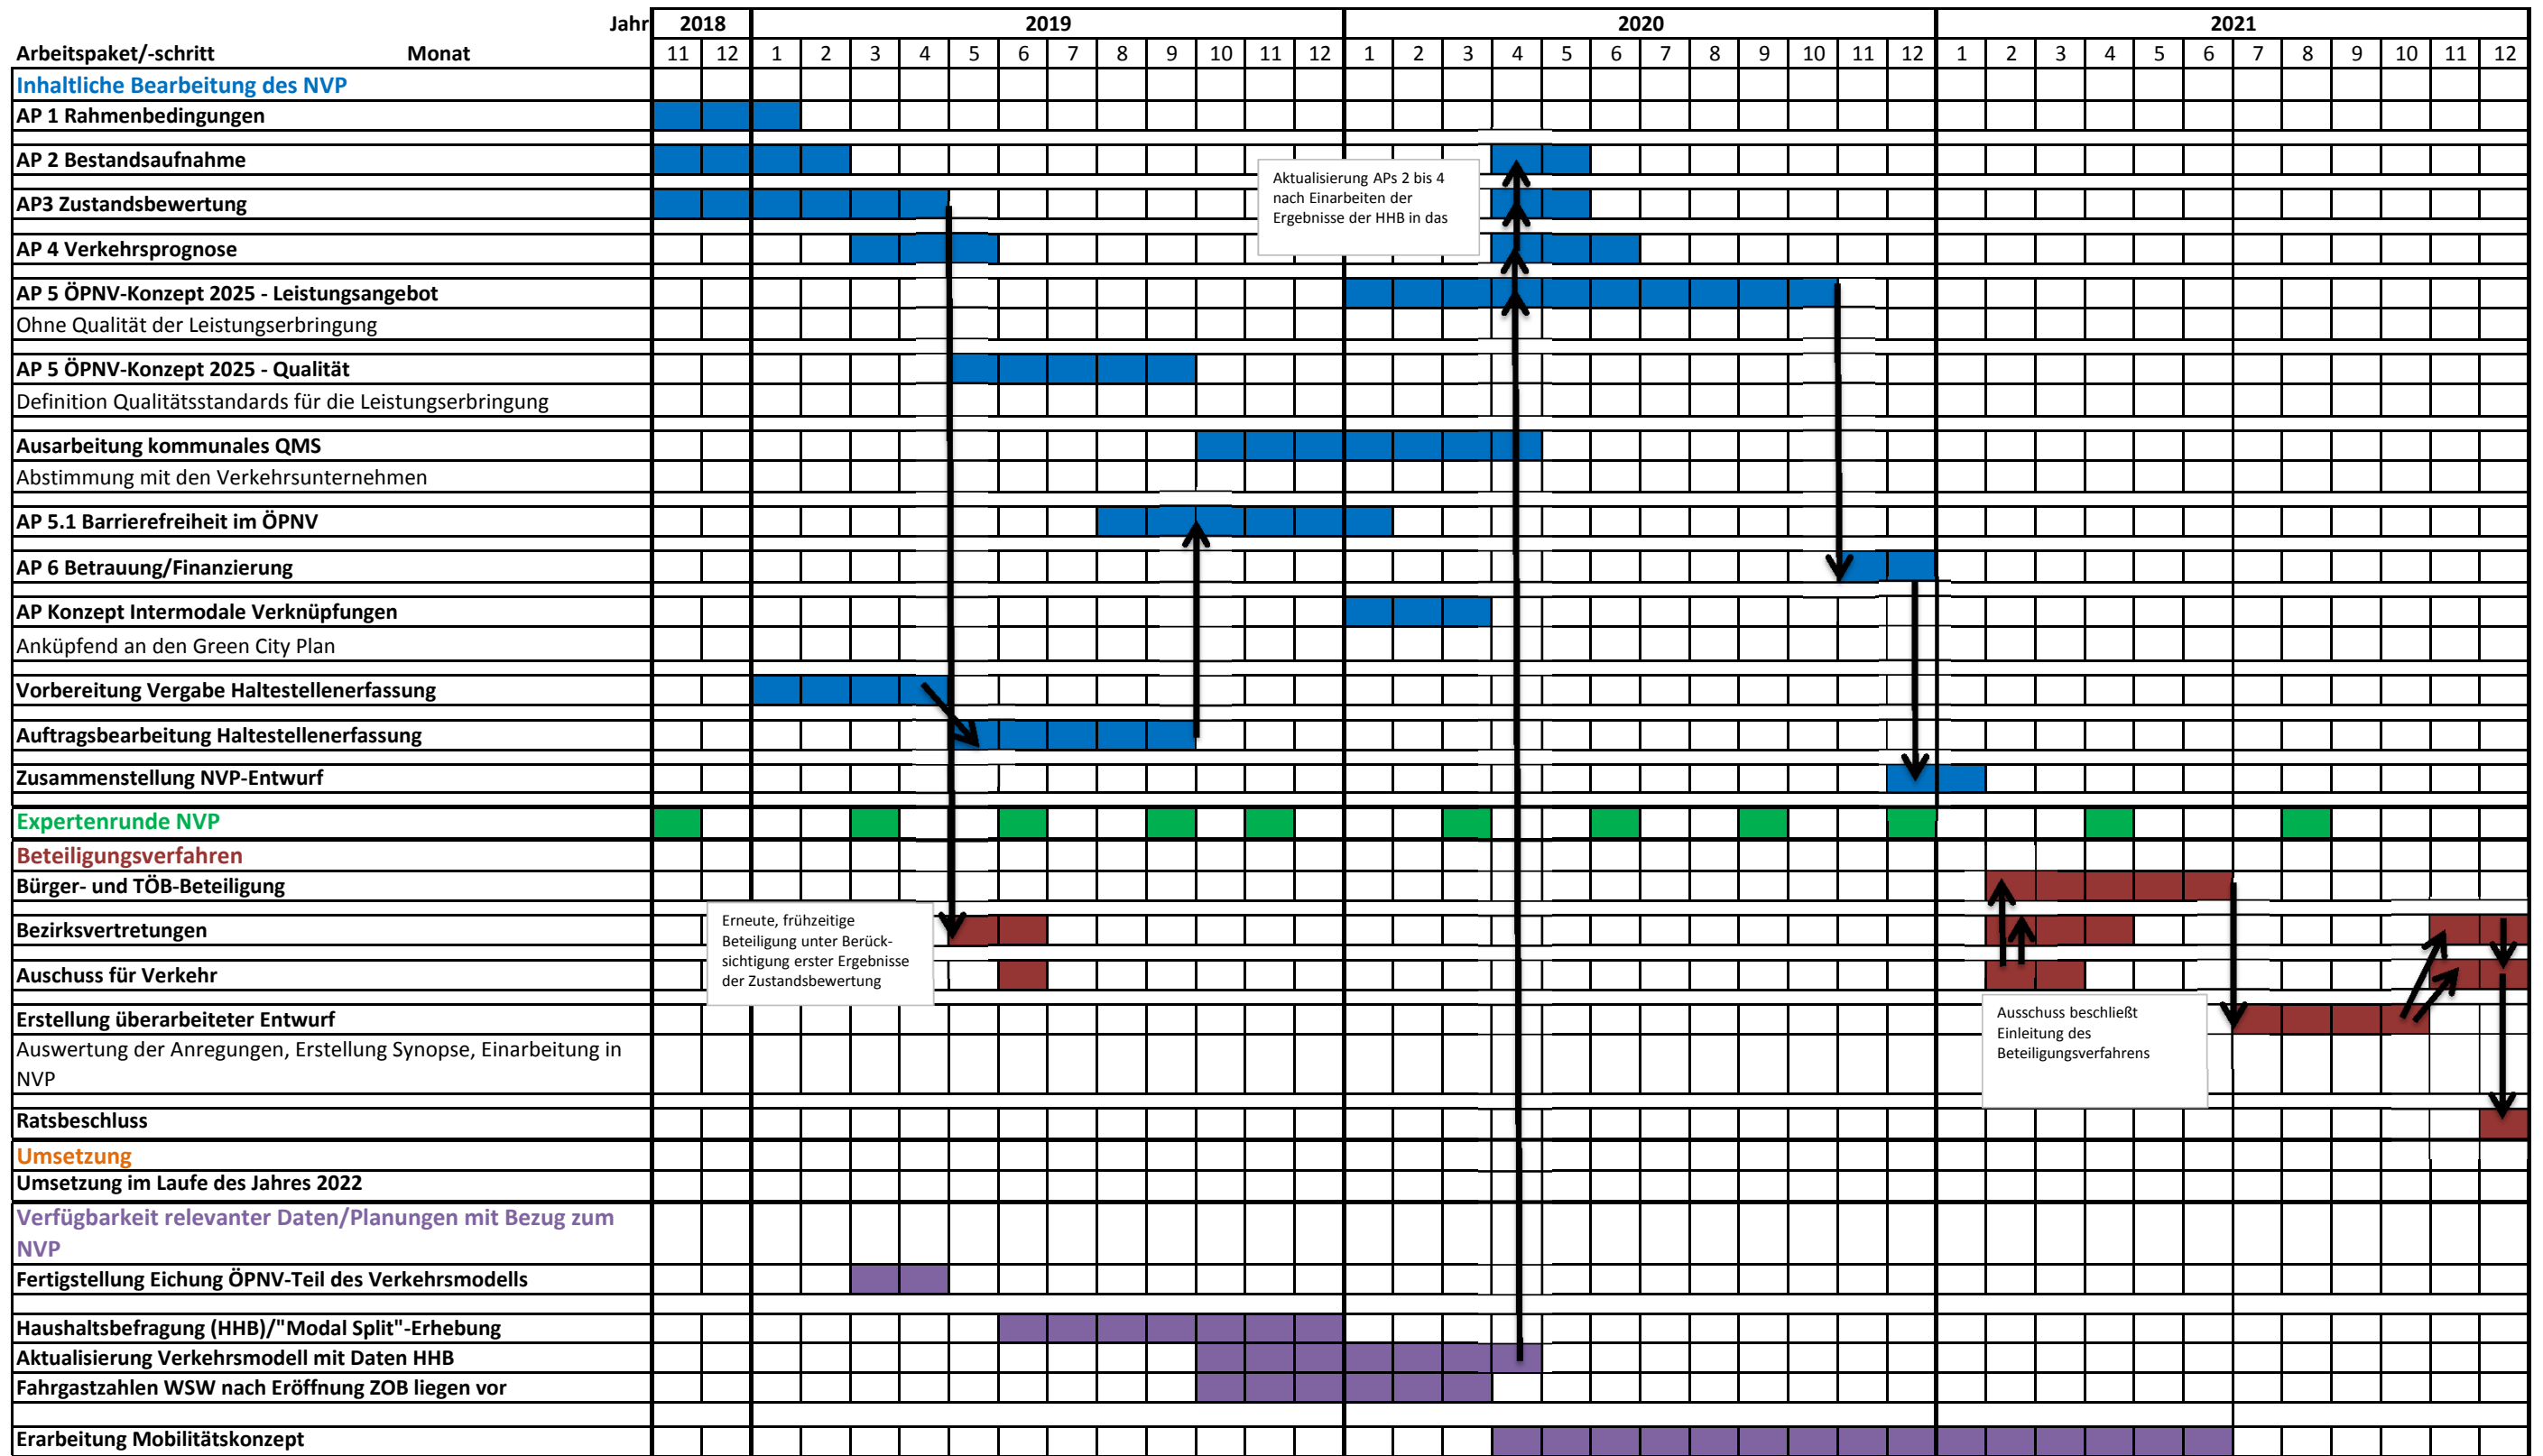 Jahr 2018 2019 2020 2021
Arbeitspaket/-schritt Monat 11 12 1 2 3 4 5 6 7 8 9 10 11 12 1 2 3 4 5 6 7 8 9 10 11 12 1 2 3 4 5 6 7 8 9 10 11 12
Inhaltliche Bearbeitung des NVP
AP 1 Rahmenbedingungen
AP 2 Bestandsaufnahme
Aktualisierung APs 2 bis 4
nach Einarbeiten der
Ergebnisse der HHB in das
AP3 Zustandsbewertung
AP 4 Verkehrsprognose
AP 5 ÖPNV-Konzept 2025 - Leistungsangebot
Ohne Qualität der Leistungserbringung
AP 5 ÖPNV-Konzept 2025 - Qualität
Definition Qualitätsstandards für die Leistungserbringung
Ausarbeitung kommunales QMS
Abstimmung mit den Verkehrsunternehmen
AP 5.1 Barrierefreiheit im ÖPNV
AP 6 Betrauung/Finanzierung
AP Konzept Intermodale Verknüpfungen
Anküpfend an den Green City Plan
Vorbereitung Vergabe Haltestellenerfassung
Auftragsbearbeitung Haltestellenerfassung
Zusammenstellung NVP-Entwurf
Expertenrunde NVP
Beteiligungsverfahren
Bürger- und TÖB-Beteiligung
Erneute, frühzeitige
Beteiligung unter Berück-
sichtigung erster Ergebnisse
der Zustandsbewertung
Bezirksvertretungen
Auschuss für Verkehr
Ausschuss beschließt
Einleitung des
Beteiligungsverfahrens
Erstellung überarbeiteter Entwurf
Auswertung der Anregungen, Erstellung Synopse, Einarbeitung in
NVP
Ratsbeschluss
Umsetzung
Umsetzung im Laufe des Jahres 2022
Verfügbarkeit relevanter Daten/Planungen mit Bezug zum
NVP
Fertigstellung Eichung ÖPNV-Teil des Verkehrsmodells
Haushaltsbefragung (HHB)/"Modal Split"-Erhebung
Aktualisierung Verkehrsmodell mit Daten HHB
Fahrgastzahlen WSW nach Eröffnung ZOB liegen vor
Erarbeitung Mobilitätskonzept